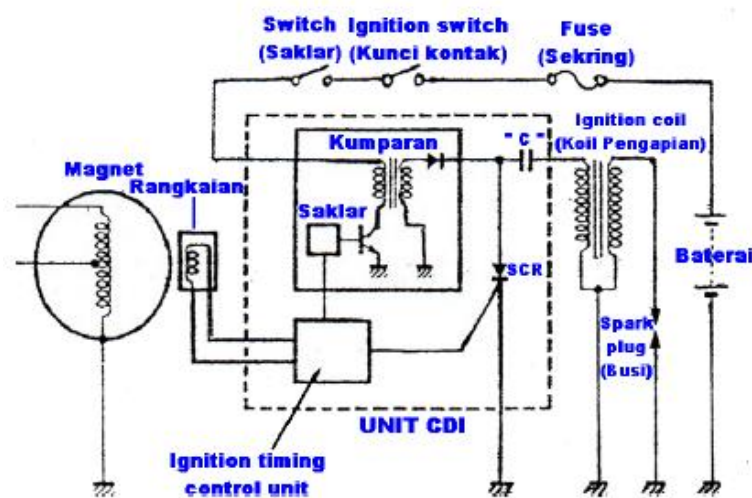 Switch
(Saklar)
Ignition switch
(Kunci kontak)
Fuse
(Sekring)
Magnet
Rangkaian
Kumparan
" C "
Ignition coil
(Koil Pengapian)
Saklar
SCR
Baterai
Spark
plug
(Busi)
UNIT CDI
Ignition timing
control unit